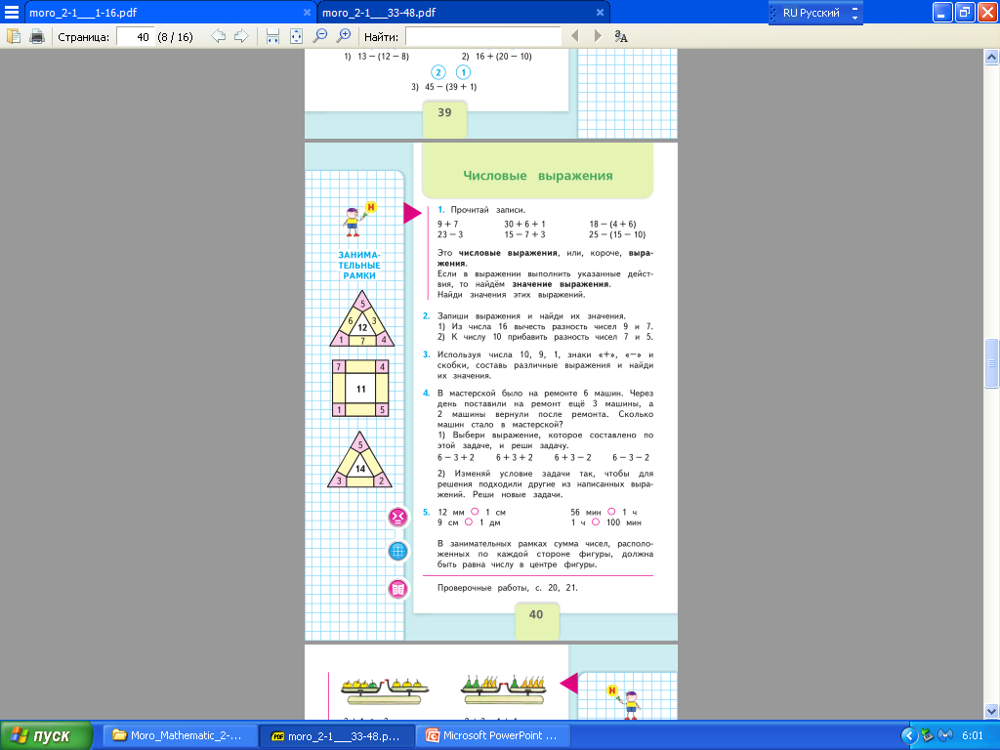 moro_2-1___1-16.pdf
moro_2-1___33-48.pdf
RU Русский
Страница: 40 (8 / 16)
Найти:
1) 13 − (12 − 8) 2) 16 + (20 − 10)
2 1
3) 45 − (39 + 1)
39
Числовые выражения
Н
ЗАНИМА-
ТЕЛЬНЫЕ
РАМКИ
5
6 3
12
1 7 4
7 4
11
1 5
5
14
3 2
1. Прочитай записи.
9 + 7 30 + 6 + 1 18 − (4 + 6)
23 − 3 15 − 7 + 3 25 − (15 − 10)
Это числовые выражения, или, короче, выра-
жения.
Если в выражении выполнить указанные дейст-
вия, то найдём значение выражения.
Найди значения этих выражений.
2. Запиши выражения и найди их значения.
1) Из числа 16 вычесть разность чисел 9 и 7.
2) К числу 10 прибавить разность чисел 7 и 5.
3. Используя числа 10, 9, 1, знаки «+», «−» и
скобки, составь различные выражения и найди
их значения.
4. В мастерской было на ремонте 6 машин. Через
день поставили на ремонт ещё 3 машины, а
2 машины вернули после ремонта. Сколько
машин стало в мастерской?
1) Выбери выражение, которое составлено по
этой задаче, и реши задачу.
6 − 3 + 2 6 + 3 + 2 6 + 3 − 2 6 − 3 − 2
2) Изменяй условие задачи так, чтобы для
решения подходили другие из написанных выра-
жений. Реши новые задачи.
5. 12 мм ○ 1 см 56 мин ○ 1 ч
9 см ○ 1 дм 1 ч ○ 100 мин
В занимательных рамках сумма чисел, располо-
женных по каждой стороне фигуры, должна
быть равна числу в центре фигуры.
Проверочные работы, с. 20, 21.
40
Н
пуск
Moro_Mathematic_2-...
moro_2-1___33-48.p...
Microsoft PowerPoint ...
6:01